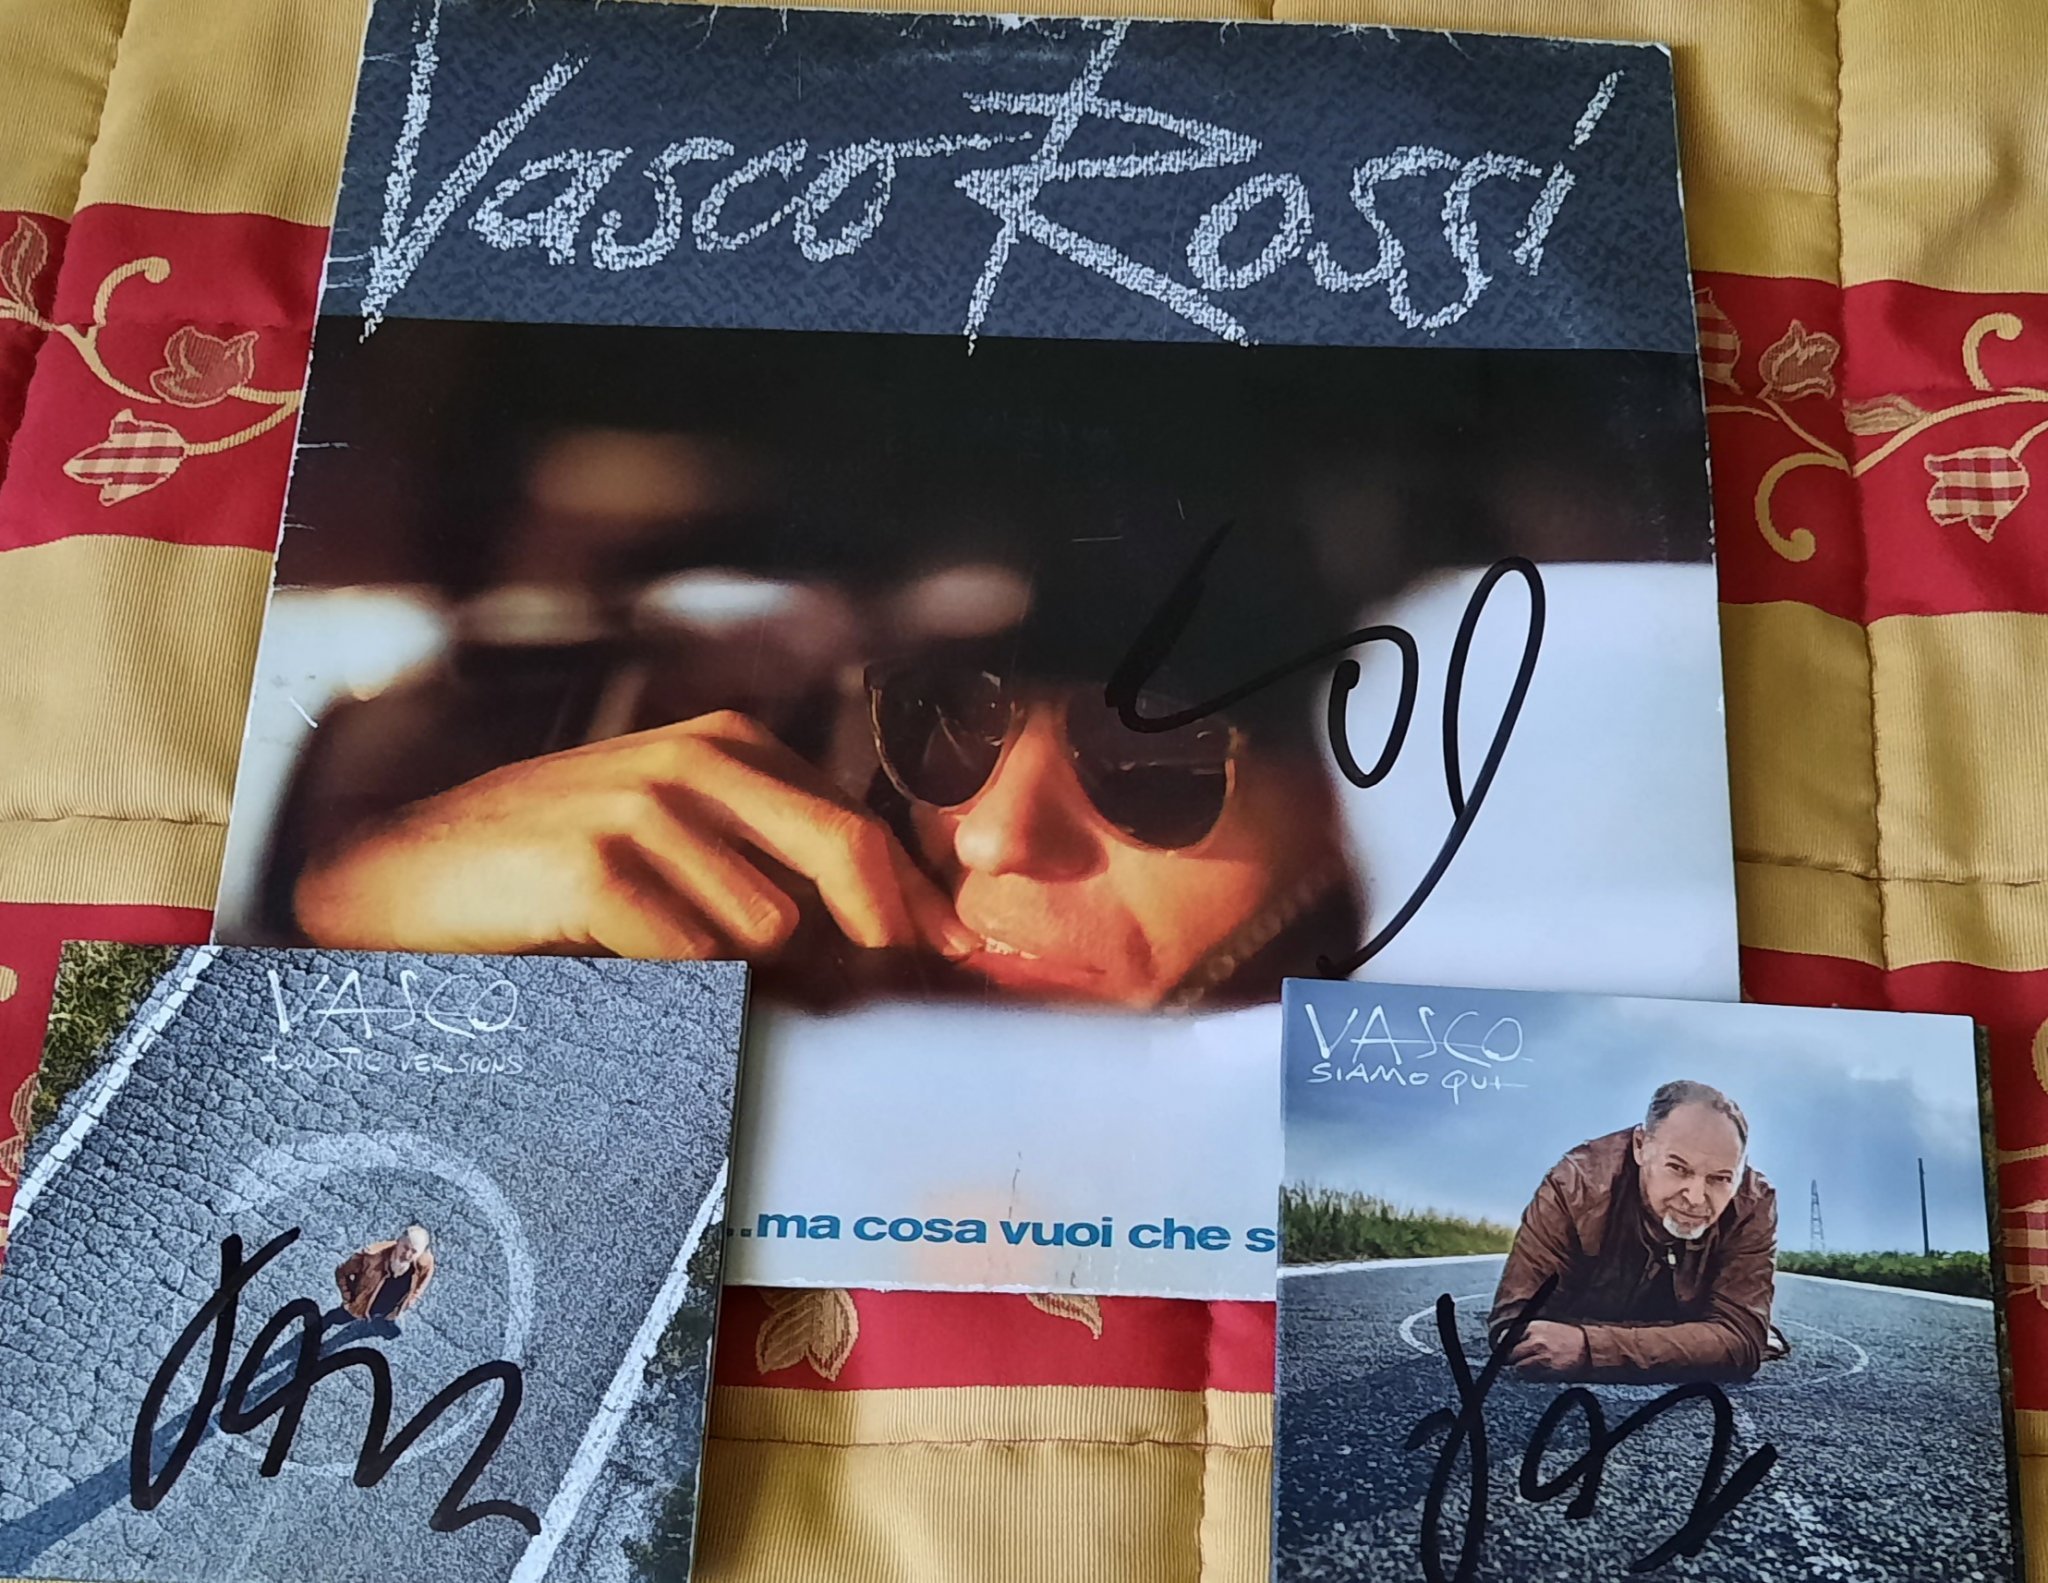 Vasco Rossi
..ma cosa vuoi che s
VASCO
ACOUSTIC VERSIONS
VASCO
SIAMO QUI